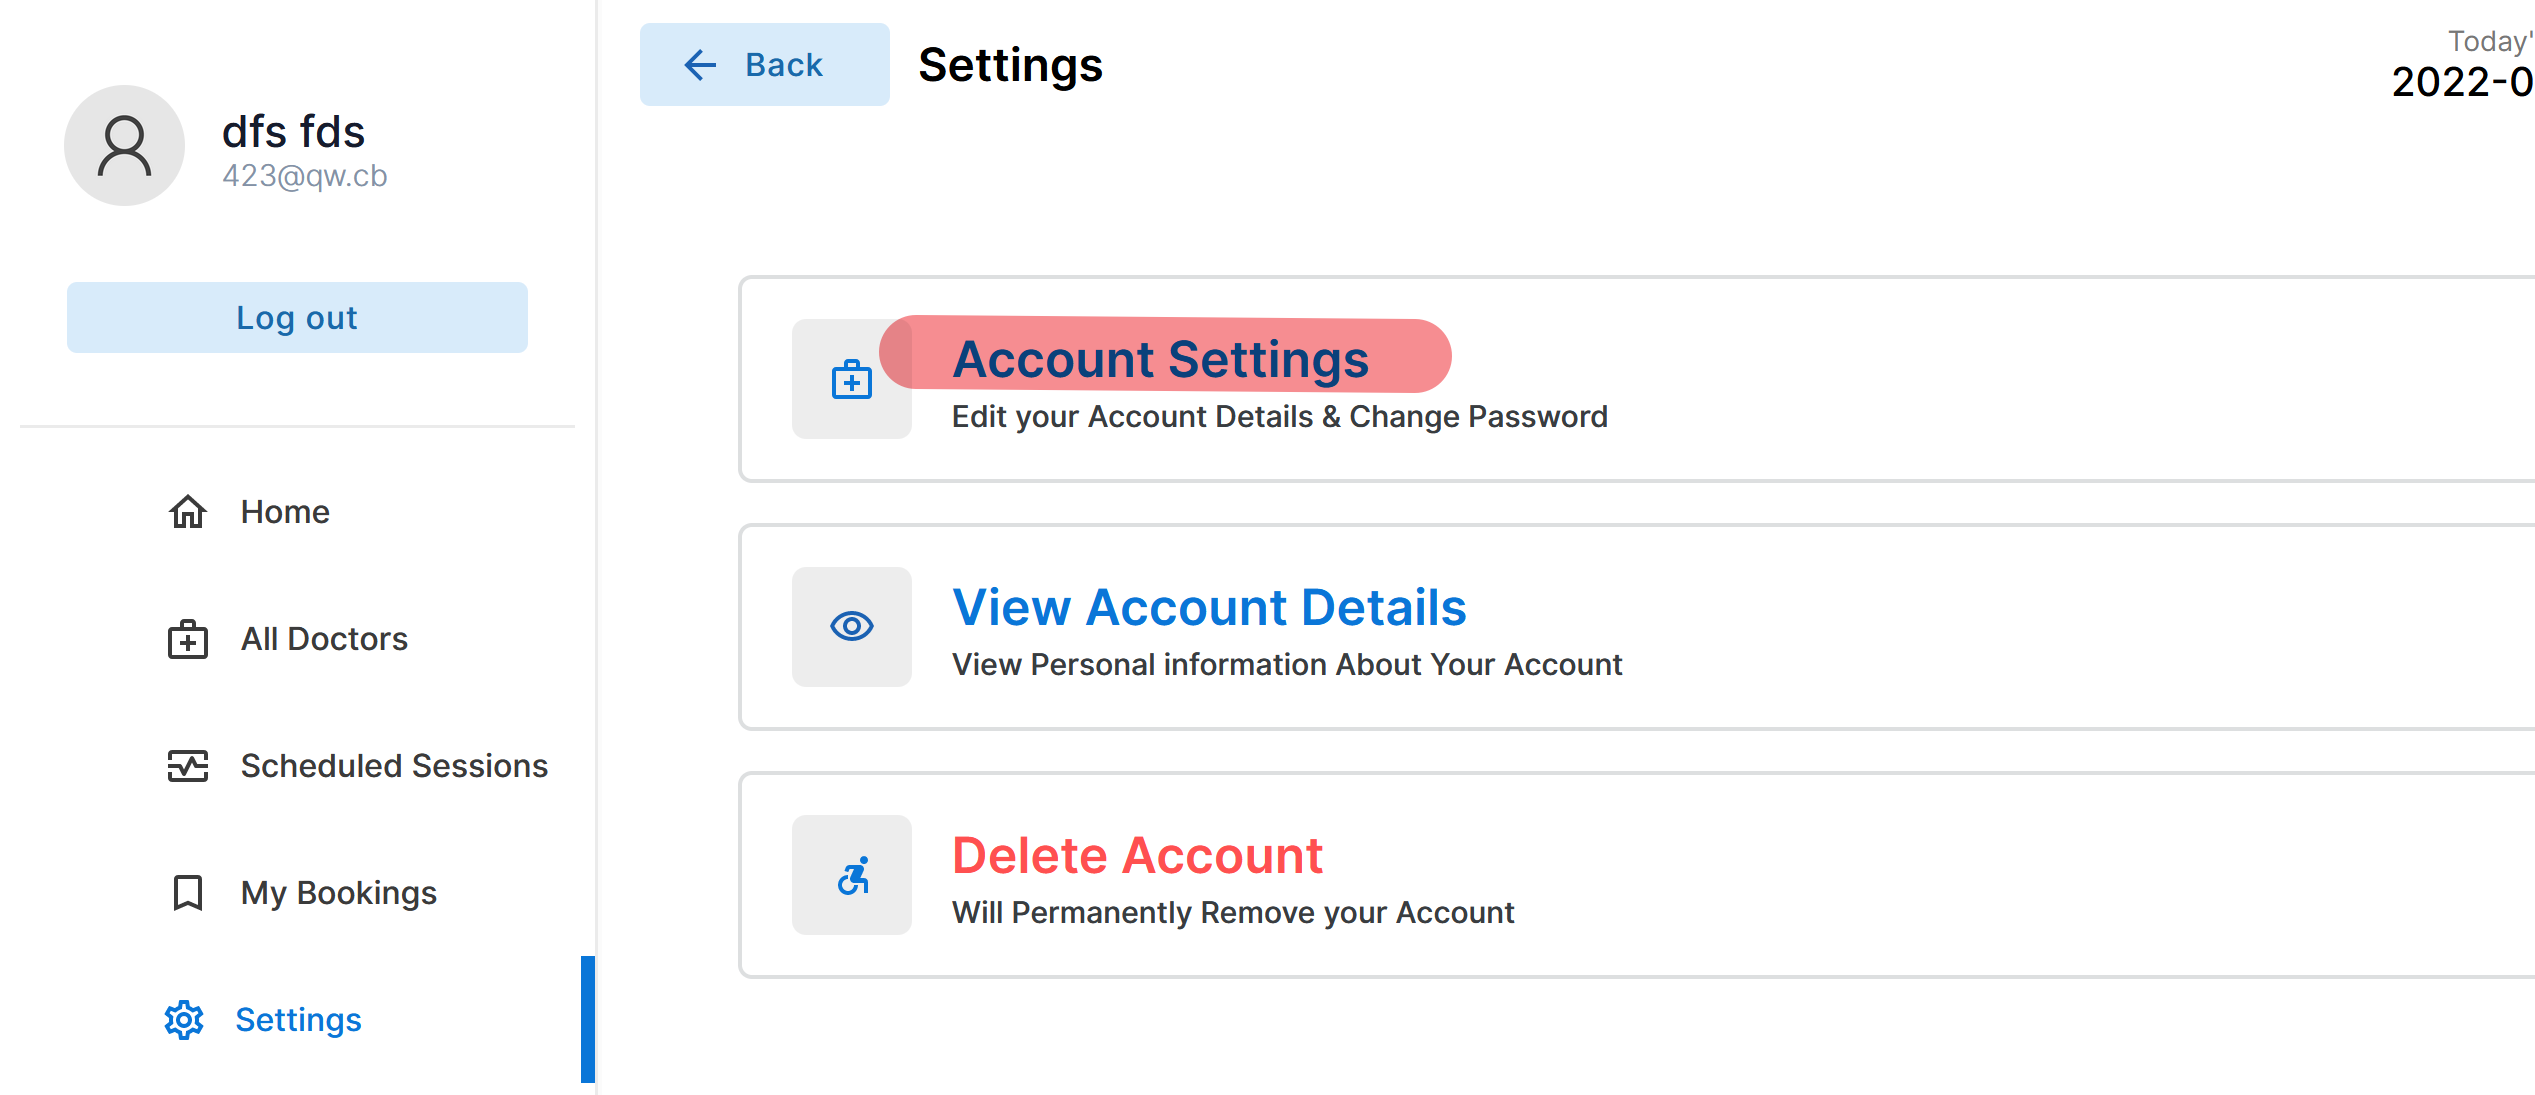 dfs fds
423@qw.cb
Log out
Home
All Doctors
Scheduled Sessions
My Bookings
Settings
Back
Settings
Today'
2022-0
Account Settings
Edit your Account Details & Change Password
View Account Details
View Personal information About Your Account
Delete Account
Will Permanently Remove your Account